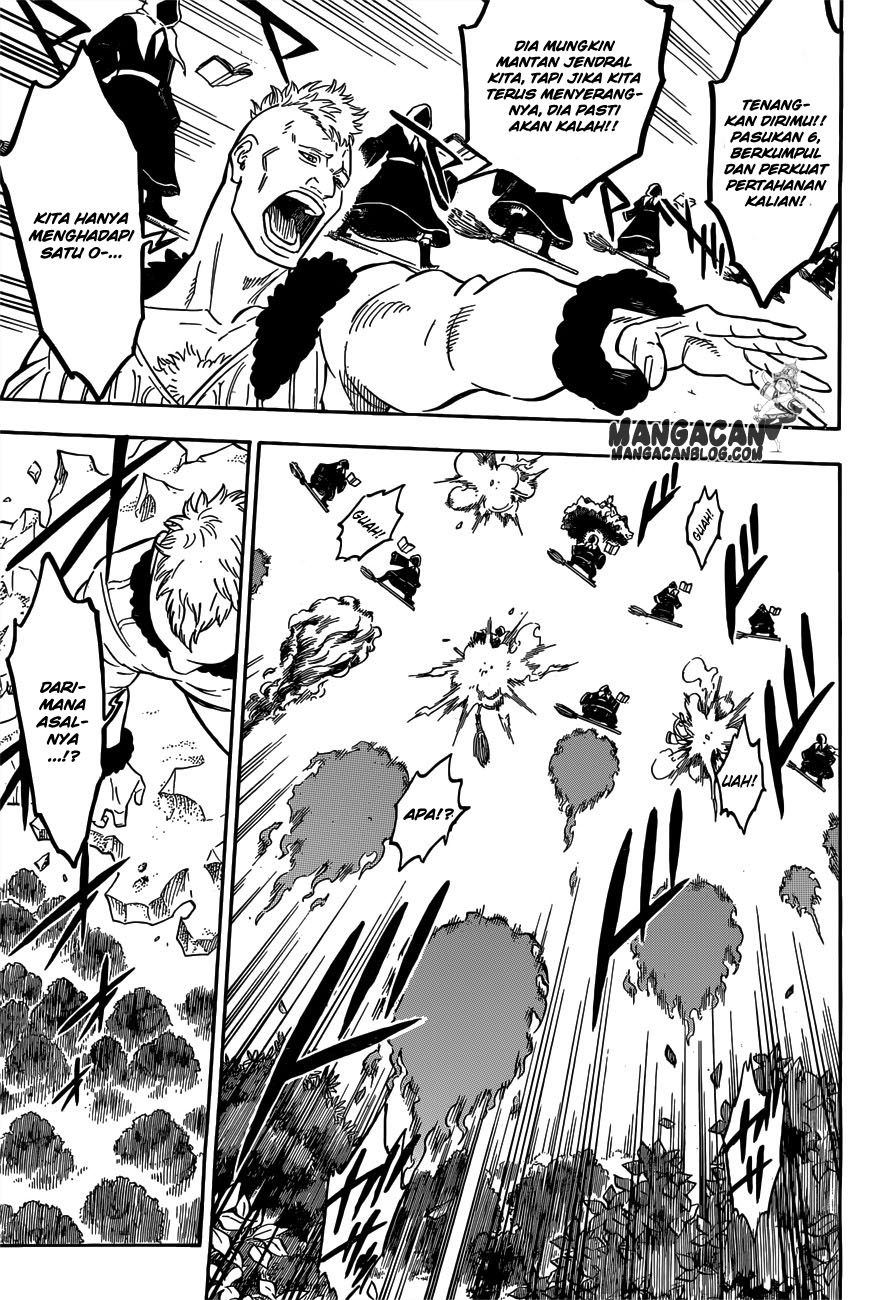 TENANG-
KAN DIRIMU!!
PASUKAN 6,
BERKUMPUL
DAN PERKUAT
PERTAHANAN
KALIAN!
DIA MUNGKIN
MANTAN JENDRAL
KITA, TAPI JIKA KITA
TERUS MENYERANG-
NYA, DIA PASTI
AKAN KALAH!!
KITA HANYA
MENGHADAPI
SATU O-...
MANGACAN
MANGACANBLOG.COM
GUAH!
GUAH!
UAH!
APA!?
DARI-
MANA
ASAL-
NYA
...!?